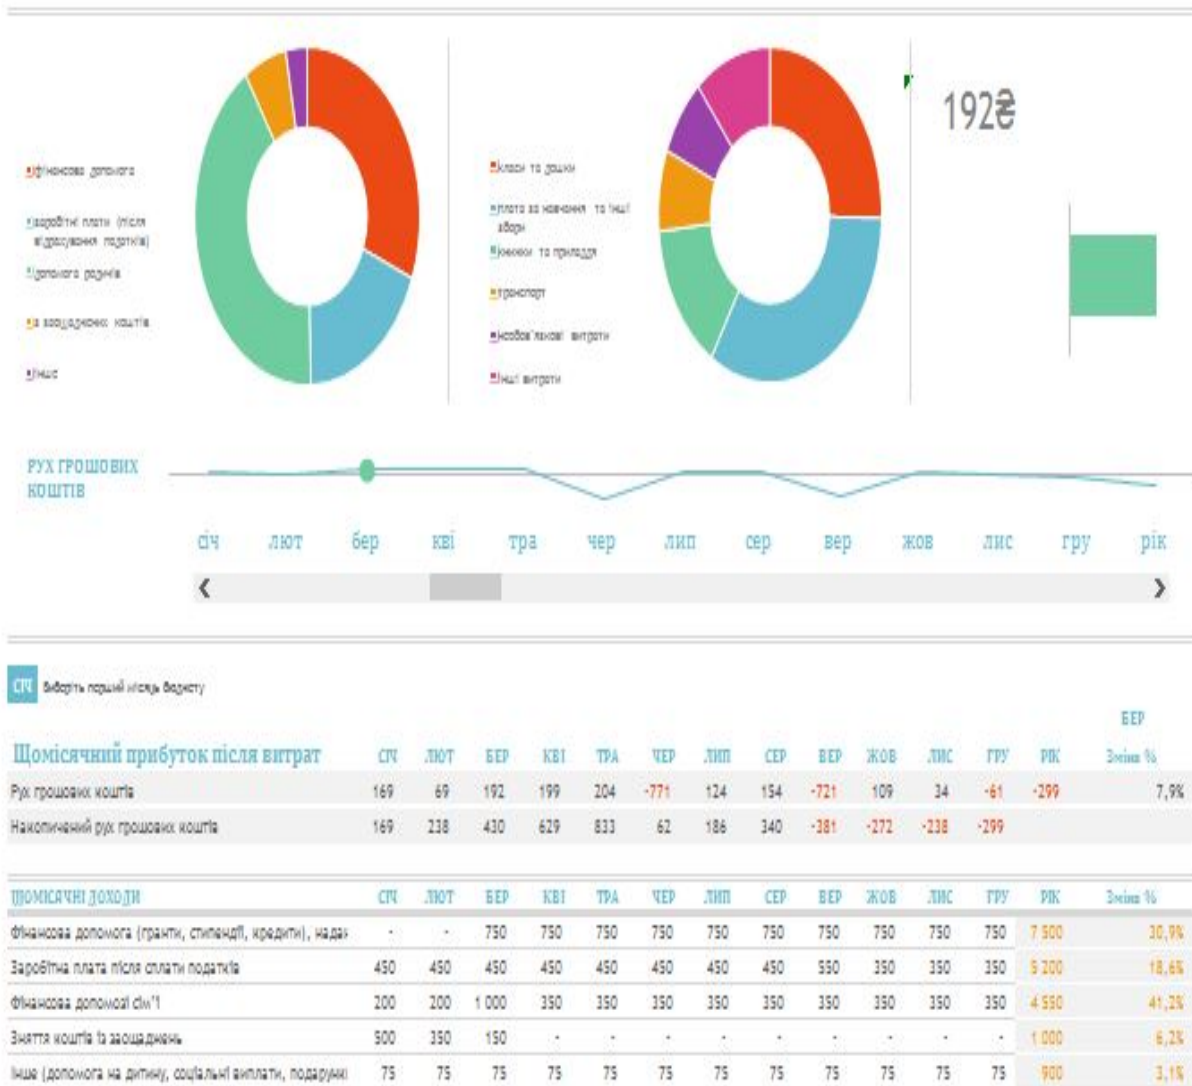 192₴
фінансова допомога
заробітні плати (після
відрахування податків)
допомога родичів
з заощаджених коштів
інше
класи та дошки
плата за навчання та інші
збори
книжки та приладдя
транспорт
необов'язкові витрати
інші витрати
РУХ ГРОШОВИХ
КОШТІВ
січ лют бер кві тра чер лип сер вер жов лис гру рік
СІЧ Виберіть перший місяць бюджету
БЕР
Щомісячний прибуток після витрат СІЧ ЛЮТ БЕР КВІ ТРА ЧЕР ЛИП СЕР ВЕР ЖОВ ЛИС ГРУ РІК Зміна %
Рух грошових коштів 169 69 192 199 204 -771 124 154 -721 109 34 -61 -299 7,9%
Накопичений рух грошових коштів 169 238 430 629 833 62 186 340 -381 -272 -238 -299
ЩОМІСЯЧНІ ДОХОДИ СІЧ ЛЮТ БЕР КВІ ТРА ЧЕР ЛИП СЕР ВЕР ЖОВ ЛИС ГРУ РІК Зміна %
Фінансова допомога (гранти, стипендії, кредити), нада - - 750 750 750 750 750 750 750 750 750 750 7 500 30,9%
Заробітна плата після сплати податків 450 450 450 450 450 450 450 450 550 350 350 350 5 200 18,6%
Фінансова допомозі сім'ї 200 200 1 000 350 350 350 350 350 350 350 350 350 4 550 41,2%
Зняття коштів із заощаджень 500 350 150 - - - - - - - - - 1 000 6,2%
Інше (допомога на дитину, соціальні виплати, подарунки 75 75 75 75 75 75 75 75 75 75 75 75 900 3,1%